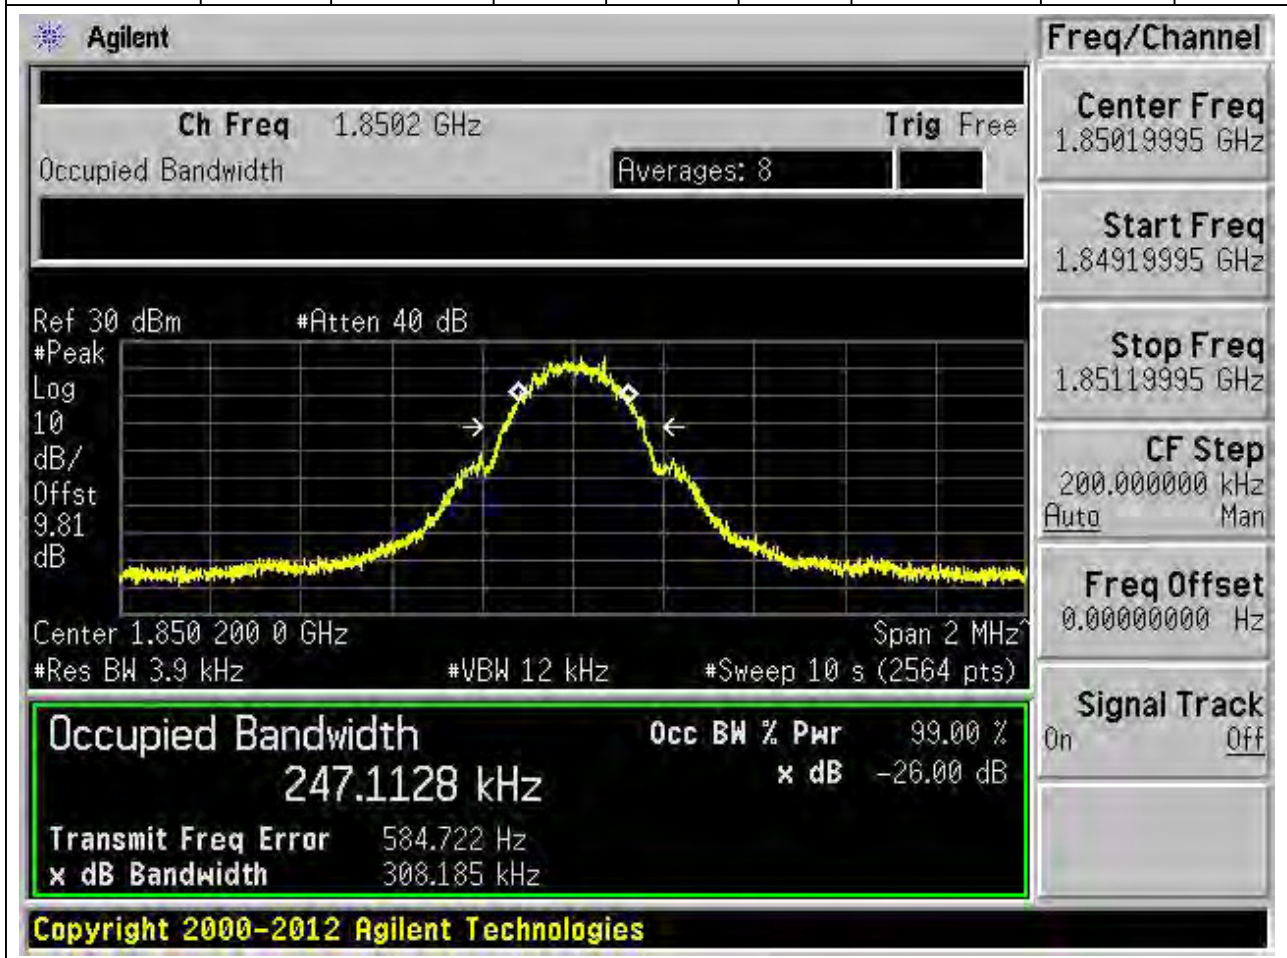 Agilent
Freq/Channel
Ch Freq 1.8502 GHz Trig Free
Occupied Bandwidth Averages: 8
Center Freq
1.85019995 GHz
Start Freq
1.84919995 GHz
Stop Freq
1.85119995 GHz
CF Step
200.000000 kHz
Auto Man
Freq Offset
0.00000000 Hz
Signal Track
On Off
Ref 30 dBm #Atten 40 dB
#Peak
Log
10
dB/
Offst
9.81
dB
Center 1.850 200 0 GHz Span 2 MHz^
#Res BW 3.9 kHz #VBW 12 kHz #Sweep 10 s (2564 pts)
Occupied Bandwidth Occ BW % Pwr 99.00 %
247.1128 kHz x dB -26.00 dB
Transmit Freq Error 584.722 Hz
x dB Bandwidth 308.185 kHz
Copyright 2000-2012 Agilent Technologies